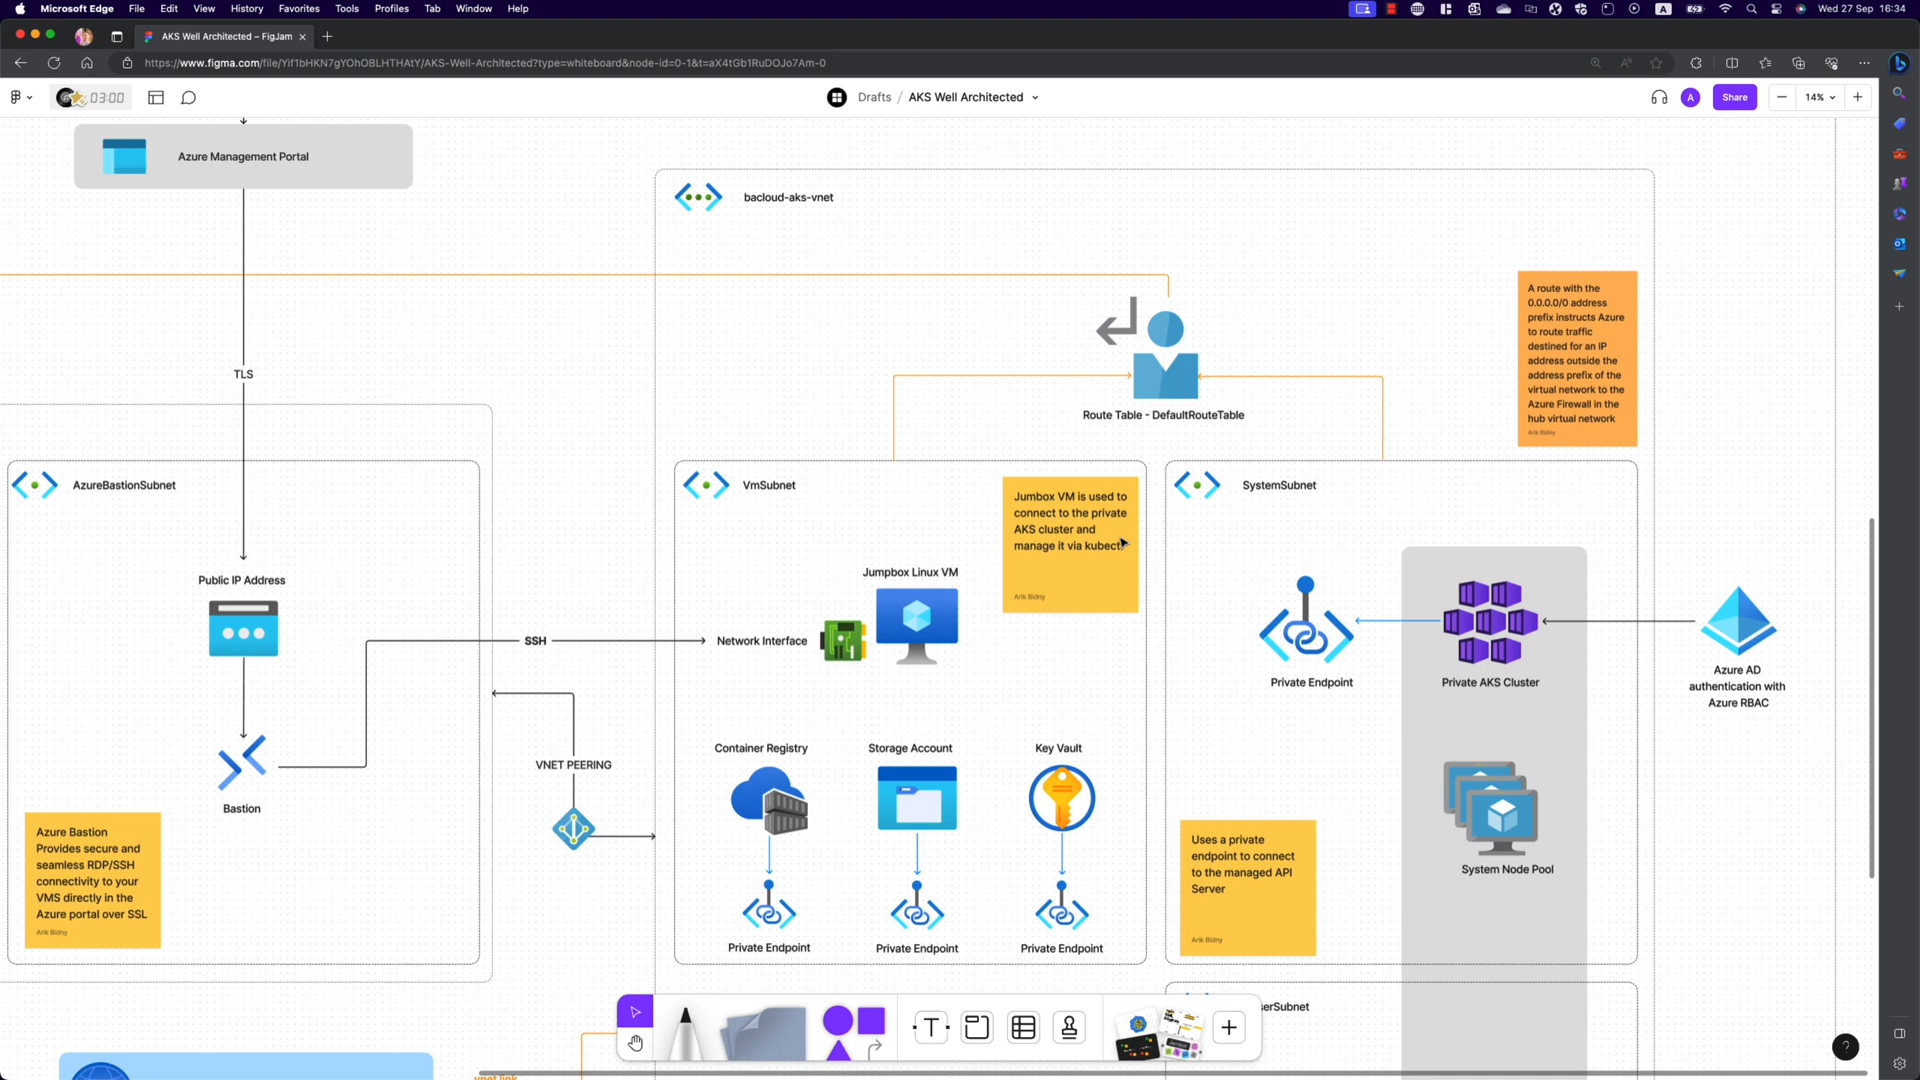 Microsoft Edge File Edit View History Favorites Tools Profiles Tab Window Help
A
Wed 27 Sep 16:34
AKS Well Architected – FigJam
https://www.figma.com/file/Yif1bHKN7gYOhOBLHTHAtY/AKS-Well-Architected?type=whiteboard&node-id=0-1&t=aX4tGb1RuDOJo7Am-0
03:00
Drafts / AKS Well Architected
A
Share
14%
Azure Management Portal
bacloud-aks-vnet
A route with the
0.0.0.0/0 address
prefix instructs Azure
to route traffic
destined for an IP
address outside the
address prefix of the
virtual network to the
Azure Firewall in the
hub virtual network
Arik Bidny
TLS
Route Table - DefaultRouteTable
AzureBastionSubnet
VmSubnet
SystemSubnet
Jumbox VM is used to
connect to the private
AKS cluster and
manage it via kubect
Arik Bidny
Public IP Address
Jumpbox Linux VM
SSH
Network Interface
Private Endpoint
Private AKS Cluster
Azure AD
authentication with
Azure RBAC
VNET PEERING
Container Registry
Storage Account
Key Vault
Bastion
Azure Bastion
Provides secure and
seamless RDP/SSH
connectivity to your
VMS directly in the
Azure portal over SSL
Arik Bidny
Uses a private
endpoint to connect
to the managed API
Server
Arik Bidny
System Node Pool
Private Endpoint
Private Endpoint
Private Endpoint
erSubnet
T
vnet link
?